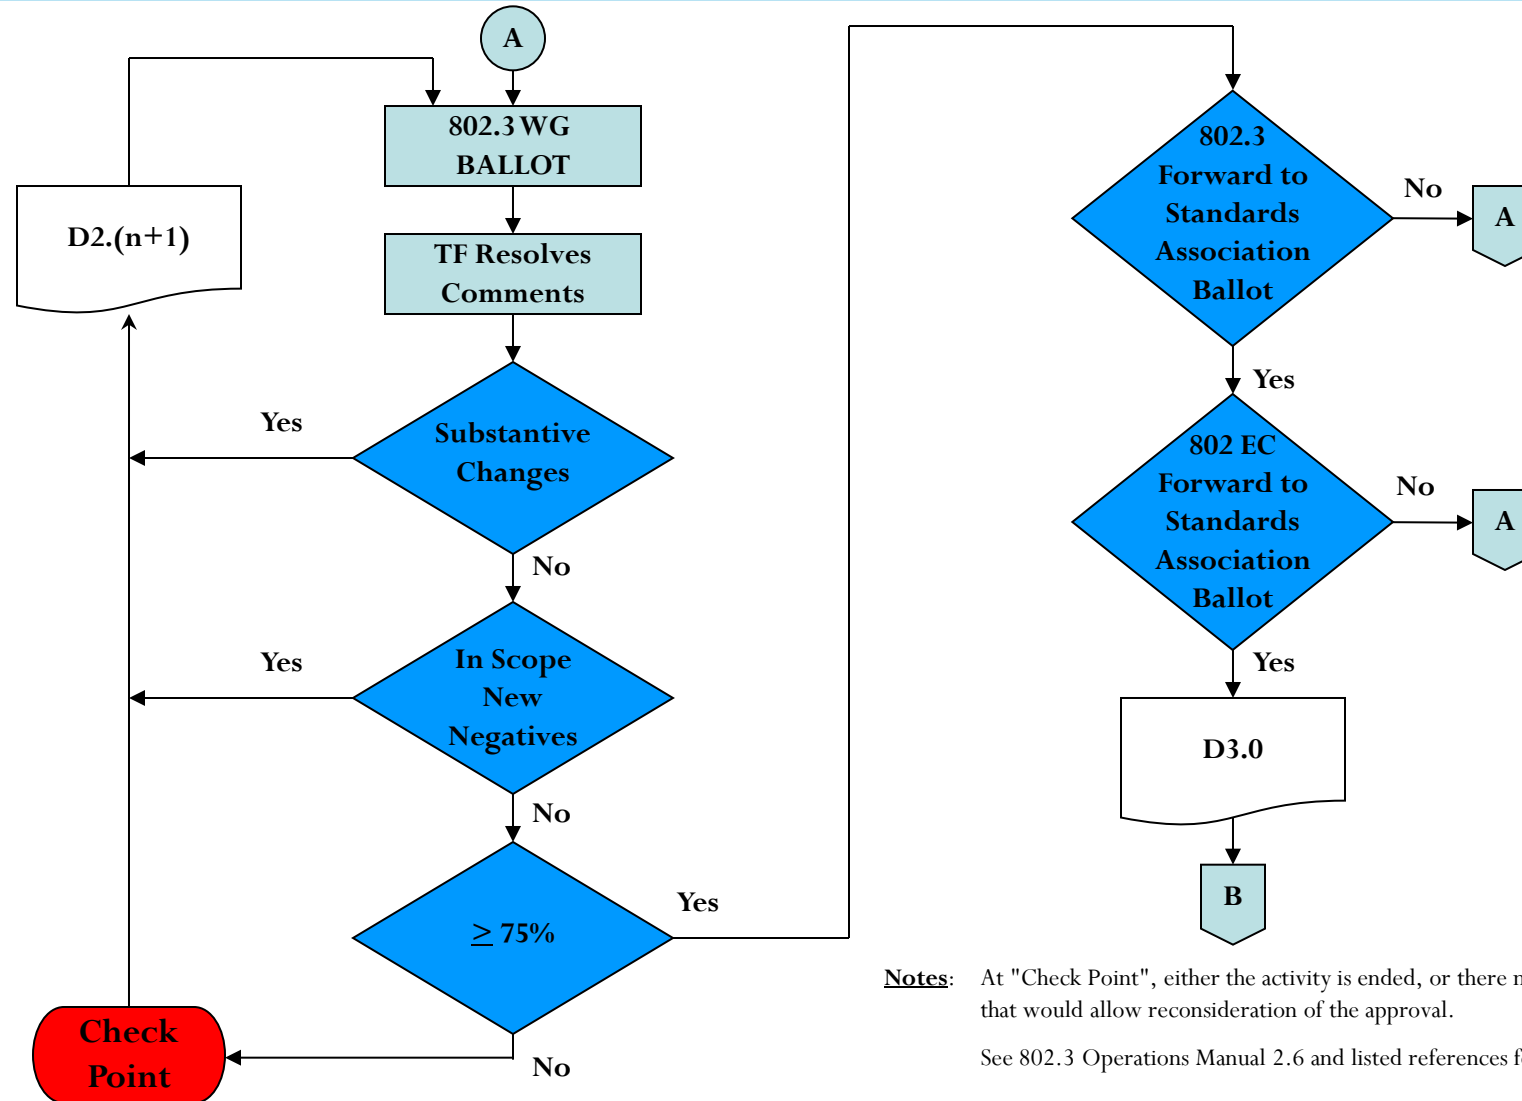 A
802.3 WG
BALLOT
D2.(n+1)
TF Resolves
Comments
Yes
Substantive
Changes
No
Yes
In Scope
New
Negatives
No
≥ 75%
Yes
No
Check
Point
802.3
Forward to
Standards
Association
Ballot
No
A
Yes
802 EC
Forward to
Standards
Association
Ballot
No
A
Yes
D3.0
B
Notes: At "Check Point", either the activity is ended, or there
that would allow reconsideration of the approval.
See 802.3 Operations Manual 2.6 and listed references